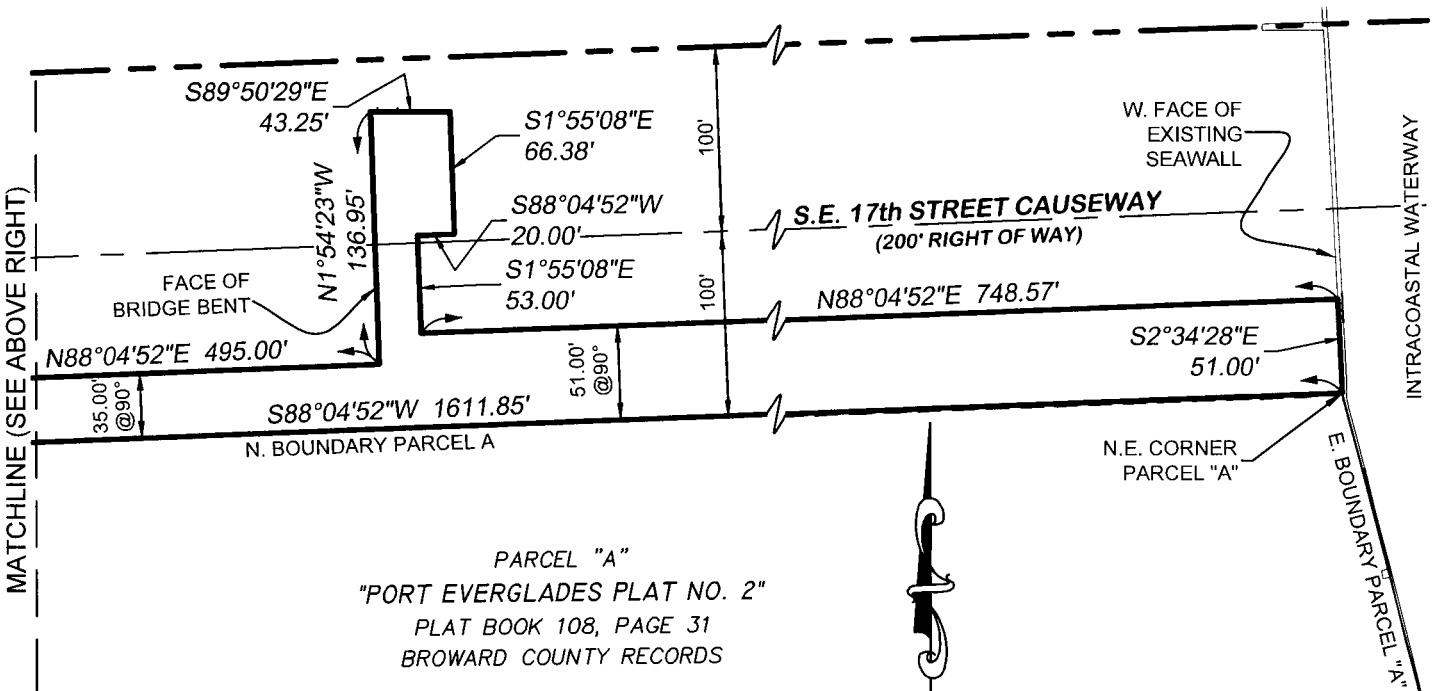 S89°50'29"E
43.25'
S1°55'08"E
66.38'
100'
W. FACE OF
EXISTING
SEAWALL
INTRACOASTAL WATERWAY
MATCHLINE (SEE ABOVE RIGHT)
N1°54'23"W
136.95'
S88°04'52"W
20.00'
S.E. 17th STREET CAUSEWAY
(200' RIGHT OF WAY)
FACE OF
BRIDGE BENT
S1°55'08"E
53.00'
100'
N88°04'52"E 748.57'
N88°04'52"E 495.00'
S2°34'28"E
51.00'
35.00'
@90°
51.00'
@90°
S88°04'52"W 1611.85'
N. BOUNDARY PARCEL A
N.E. CORNER
PARCEL "A"
E. BOUNDARY PARCEL "A"
PARCEL "A"
"PORT EVERGLADES PLAT NO. 2"
PLAT BOOK 108, PAGE 31
BROWARD COUNTY RECORDS